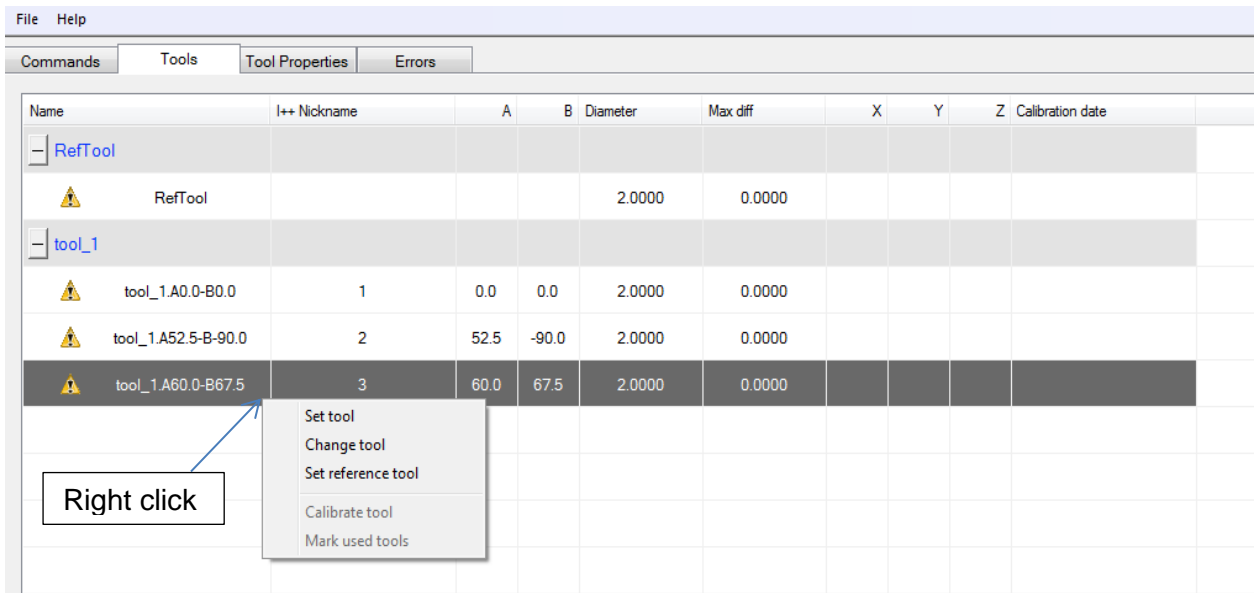 File Help
Commands Tools Tool Properties Errors
Name I++ Nickname A B Diameter Max diff X Y Z Calibration date
RefTool
RefTool 2.0000 0.0000
tool_1
tool_1.A0.0-B0.0 1 0.0 0.0 2.0000 0.0000
tool_1.A52.5-B-90.0 2 52.5 -90.0 2.0000 0.0000
tool_1.A60.0-B67.5 3 60.0 67.5 2.0000 0.0000
Set tool
Change tool
Set reference tool
Calibrate tool
Mark used tools
Right click